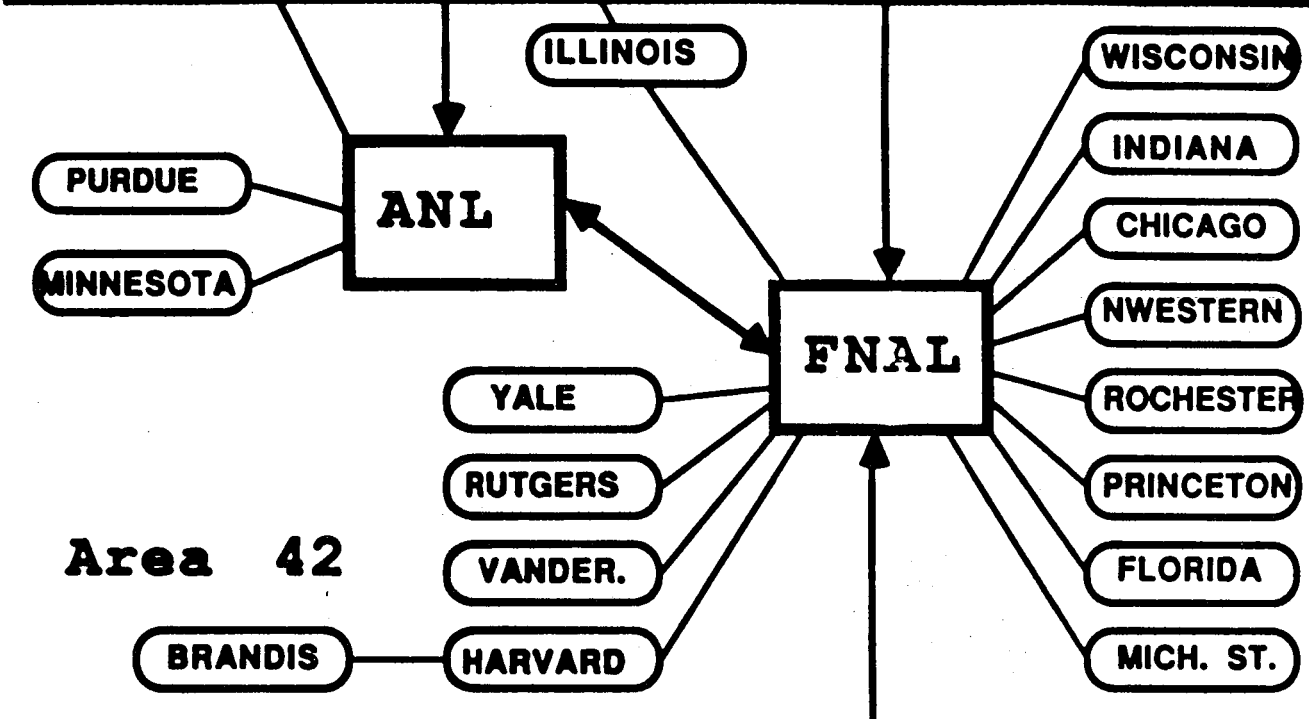 ILLINOIS
WISCONSIN
INDIANA
PURDUE
ANL
CHICAGO
MINNESOTA
NWESTERN
FNAL
YALE
ROCHESTER
RUTGERS
PRINCETON
Area 42
VANDER.
FLORIDA
BRANDIS
HARVARD
MICH. ST.